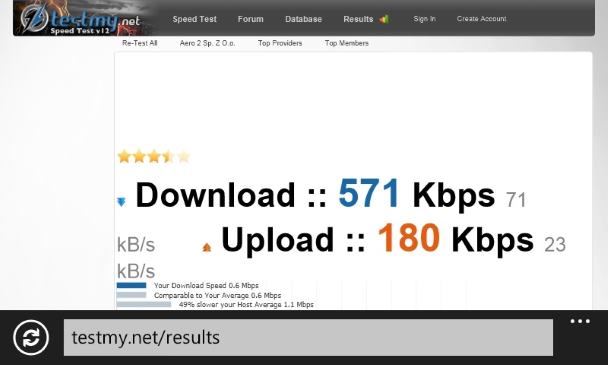 testmy.net
Speed Test v12
Speed Test Forum Database Results Sign In Create Account
Re-Test All Aero 2 Sp. Z O.o. Top Providers Top Members
Download :: 571 Kbps 71
kB/s Upload :: 180 Kbps 23
kB/s
Your Download Speed 0.6 Mbps
Comparable to Your Average 0.6 Mbps
49% slower your Host Average 1.1 Mbps
testmy.net/results